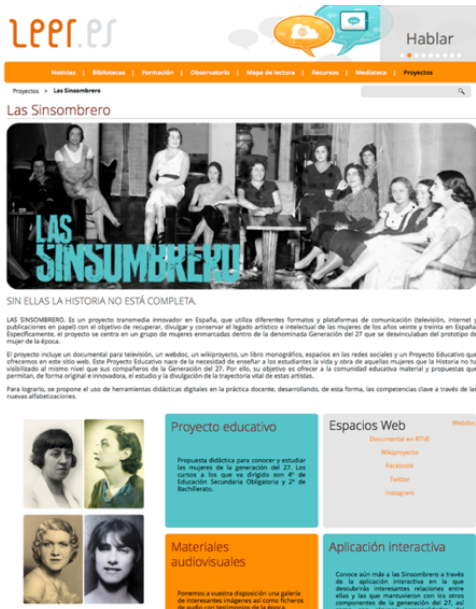 Leer.es
Hablar
Noticias | Bibliotecas | Formación | Observatorio | Mapa de lectura | Recursos | Mediateca | Proyectos
Proyectos » Las Sinsombrero
Las Sinsombrero
LAS
SINSUMBRERO
SIN ELLAS LA HISTORIA NO ESTÁ COMPLETA.
LAS SINSOMBRERO. Es un proyecto transmedia innovador en España, que utiliza diferentes formatos y plataformas de comunicación (televisión, internet y
publicaciones en papel) con el objetivo de recuperar, divulgar y conservar el legado artístico e intelectual de las mujeres de los años veinte y treinta en España.
Específicamente, el proyecto se centra en un grupo de mujeres enmarcadas dentro de la denominada Generación del 27 que se desvinculaban del prototipo de
mujer de la época.
El proyecto incluye un documental para televisión, un webdoc, un wikiproyecto, un libro monográfico, espacios en las redes sociales y un Proyecto Educativo que
ofrecemos en este sitio web. Este Proyecto Educativo nace de la necesidad de enseñar a los estudiantes la vida y obra de aquellas mujeres que la Historia no ha
visibilizado al mismo nivel que sus compañeros de la Generación del 27. Por ello, su objetivo es ofrecer a la comunidad educativa material y propuestas que
permitan, de forma original e innovadora, el estudio y la divulgación de la trayectoria vital de estas artistas.
Para lograrlo, se propone el uso de herramientas didácticas digitales en la práctica docente, desarrollando, de esta forma, las competencias clave a través de las
nuevas alfabetizaciones.
Proyecto educativo
Propuesta didáctica para conocer y estudiar
las mujeres de la generación del 27. Los
cursos a los que va dirigido son 4º de
Educación Secundaria Obligatoria y 2º de
Bachillerato.
Espacios Web
Webdoc
Documental en RTVE
Wikiproyecto
Facebook
Twitter
Instagram
Materiales
audiovisuales
Ponemos a vuestra disposición una galería
de interesantes imágenes así como ficheros
de audio con testimonios de la época.
Aplicación interactiva
Conoce aún más a las Sinsombrero a través
de la aplicación interactiva en la que
descubrirás interesantes relaciones entre
ellas y las que mantuvieron con los otros
componentes de la generación del 27,